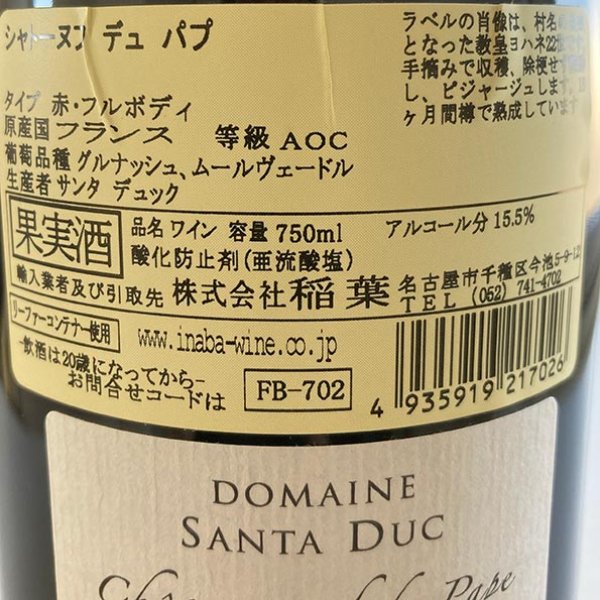 シャトーヌフ デュ パプ
ラベルの肖像は、村名の
となった教皇ヨハネ22
手摘みで収穫、除梗せず
し、ピジャージュします。
ヶ月間樽で熟成しています
タイプ 赤・フルボディ
原産国 フランス 等級 AOC
葡萄品種 グルナッシュ、ムールヴェードル
生産者 サンタ デュック
果実酒
品名 ワイン 容量 750ml アルコール分 15.5%
酸化防止剤(亜硫酸塩)
輸入業者及び引取先 株式会社 稲葉
名古屋市千種区今池5-9-12
TEL (052) 741-4702
リーファーコンテナー使用
www.inaba-wine.co.jp
-飲酒は20歳になってから-
お問合せコードは FB-702
4 935919 217026
DOMAINE
SANTA DUC